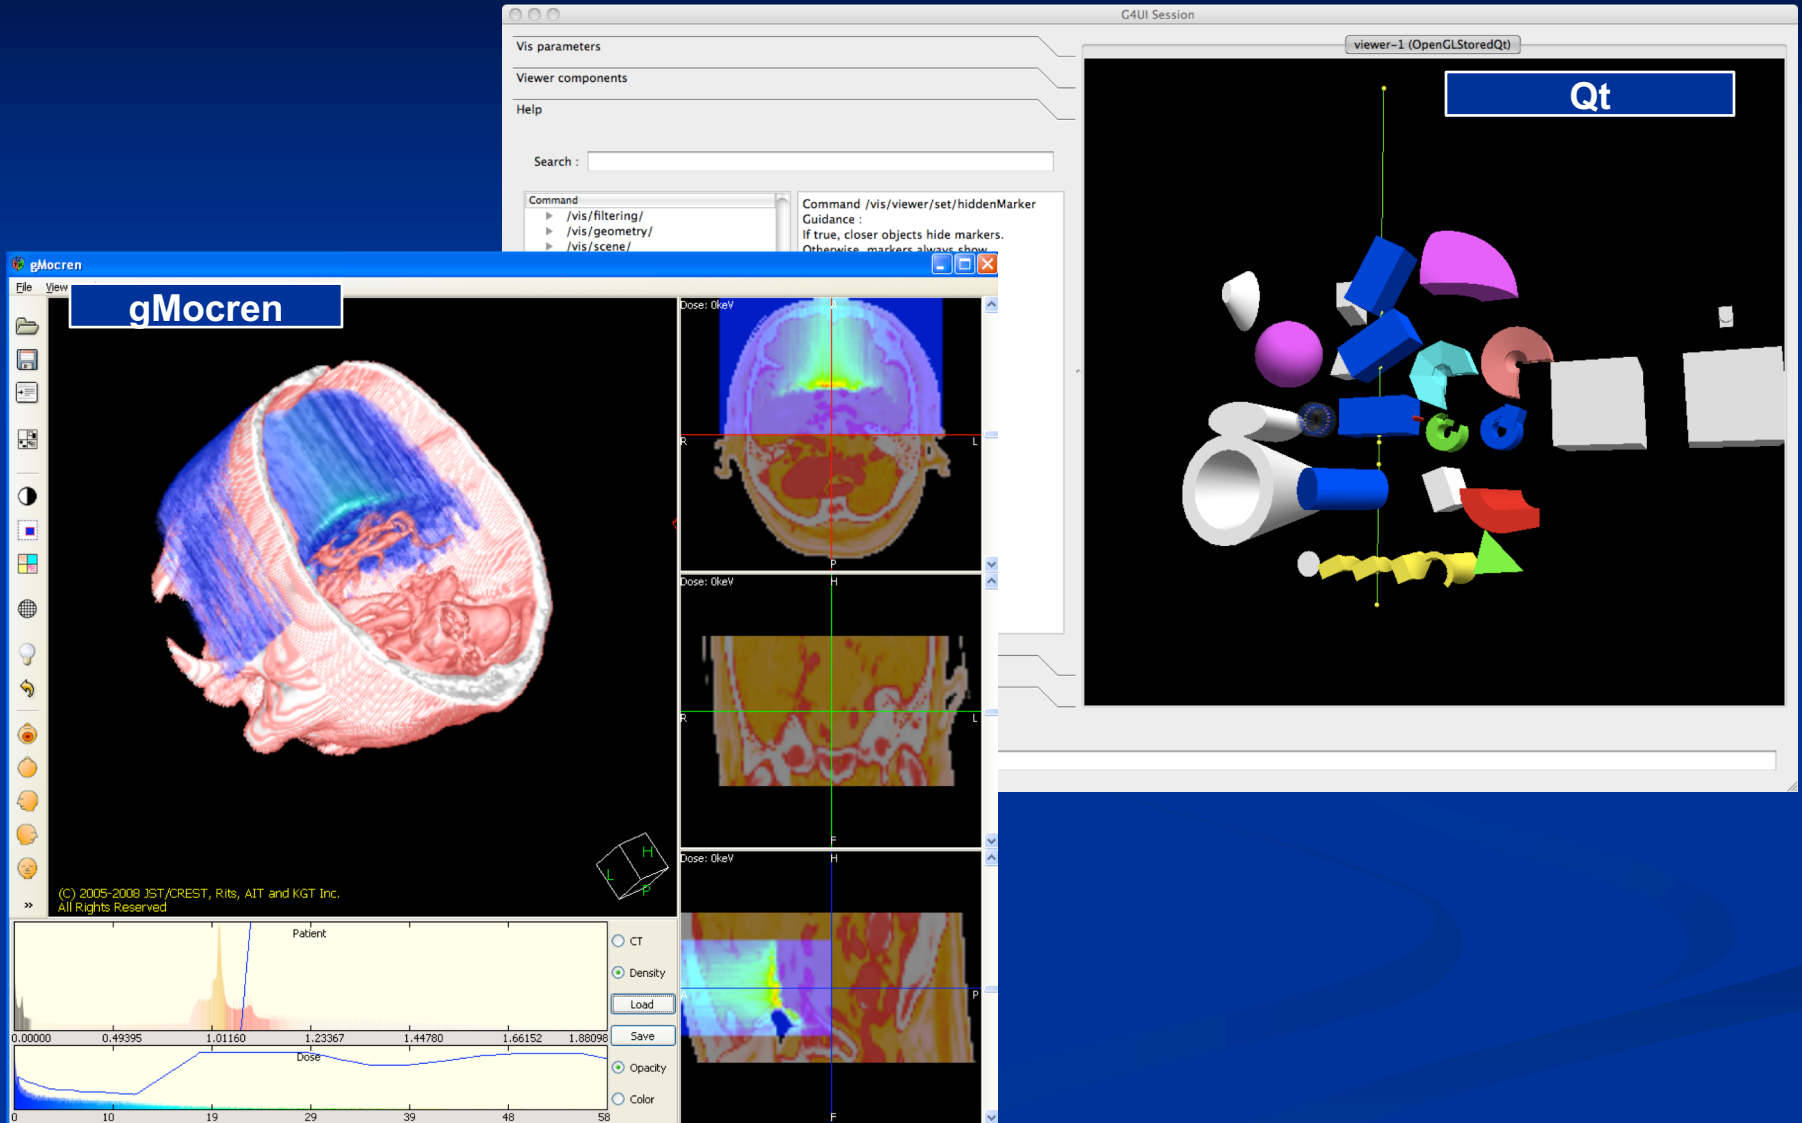 G4UI Session
Vis parameters
viewer-1 (OpenGLStoredQt)
Viewer components
Qt
Help
Search :
Command
/vis/filtering/
/vis/geometry/
/vis/scene/
Command /vis/viewer/set/hiddenMarker
Guidance :
If true, closer objects hide markers.
Otherwise, markers always show.
gMocren
File View
gMocren
Dose: 0keV
A
R
L
P
Dose: 0keV
H
R
L
F
Dose: 0keV
H
A
P
F
H
L
P
(C) 2005-2008 JST/CREST, Rits, AIT and KGT Inc.
All Rights Reserved
»
Patient
0.00000 0.49395 1.01160 1.23367 1.44780 1.66152 1.88098
Dose
0 10 19 29 39 48 58
CT
Density
Load
Save
Opacity
Color